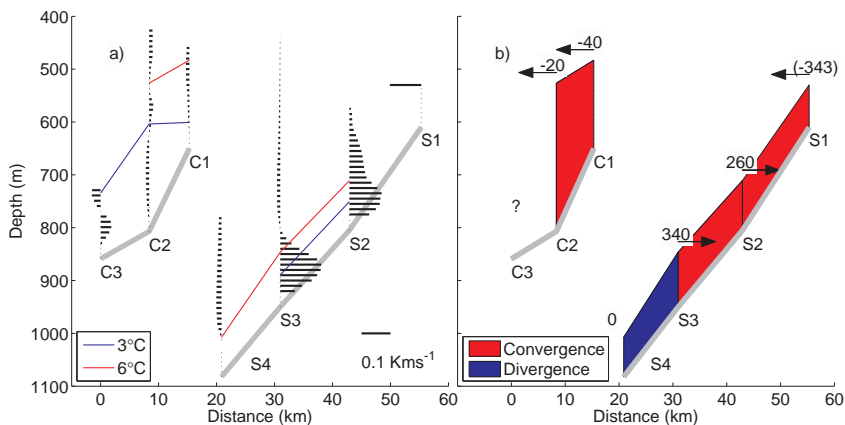 a)
400
500
600
700
800
900
1000
1100
Depth (m)
0 10 20 30 40 50 60
Distance (km)
C1
C2
C3
S1
S2
S3
S4
3°C
6°C
0.1 Kms⁻¹
b)
-40
-20
(-343)
260
340
0
?
C1
C2
C3
S1
S2
S3
S4
Convergence
Divergence
0 10 20 30 40 50 60
Distance (km)